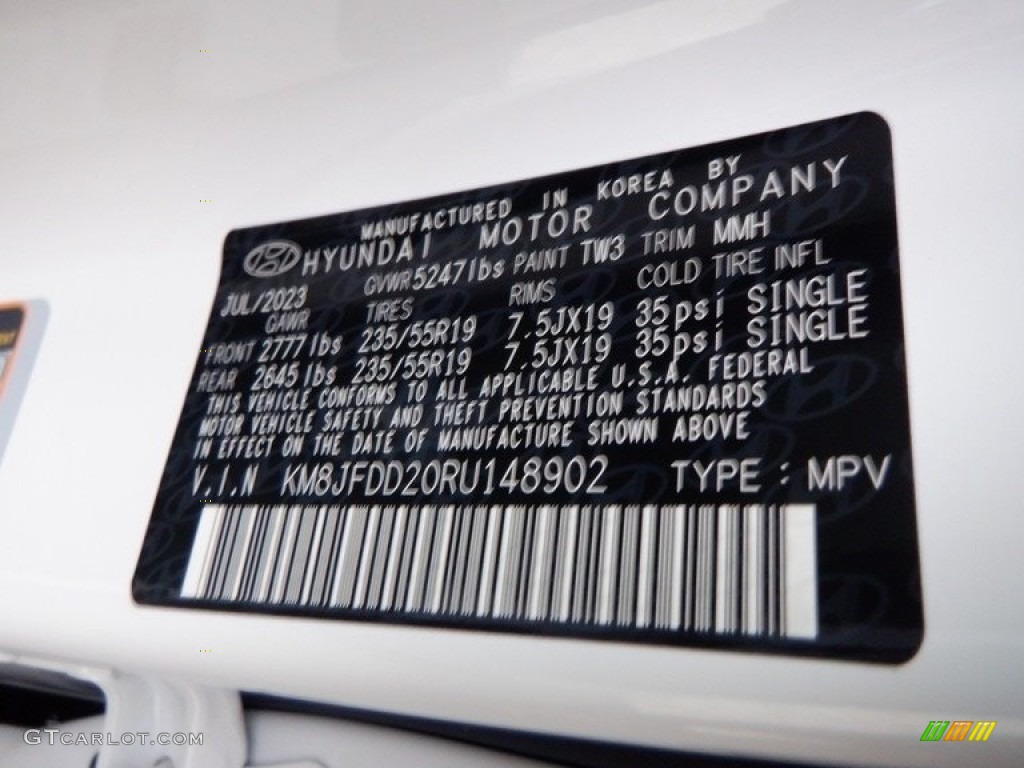 MANUFACTURED IN KOREA BY
HYUNDAI MOTOR COMPANY
JUL/2023 GVWR 5247lbs PAINT TW3 TRIM MMH
GAWR TIRES RIMS COLD TIRE INFL
FRONT 2777lbs 235/55R19 7.5JX19 35psi SINGLE
REAR 2645lbs 235/55R19 7.5JX19 35psi SINGLE
THIS VEHICLE CONFORMS TO ALL APPLICABLE U.S.A. FEDERAL
MOTOR VEHICLE SAFETY AND THEFT PREVENTION STANDARDS
IN EFFECT ON THE DATE OF MANUFACTURE SHOWN ABOVE
V.I.N KM8JFDD20RU148902 TYPE : MPV
GTCARLOT.COM